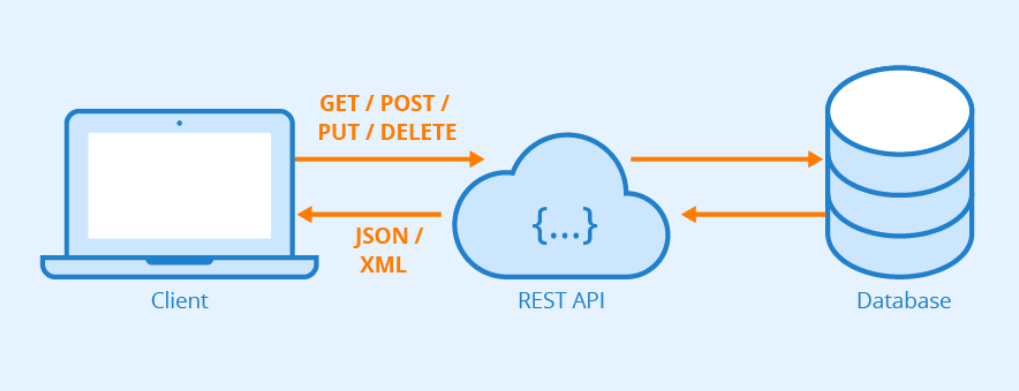 GET / POST /
PUT / DELETE
{...}
JSON /
XML
Client
REST API
Database